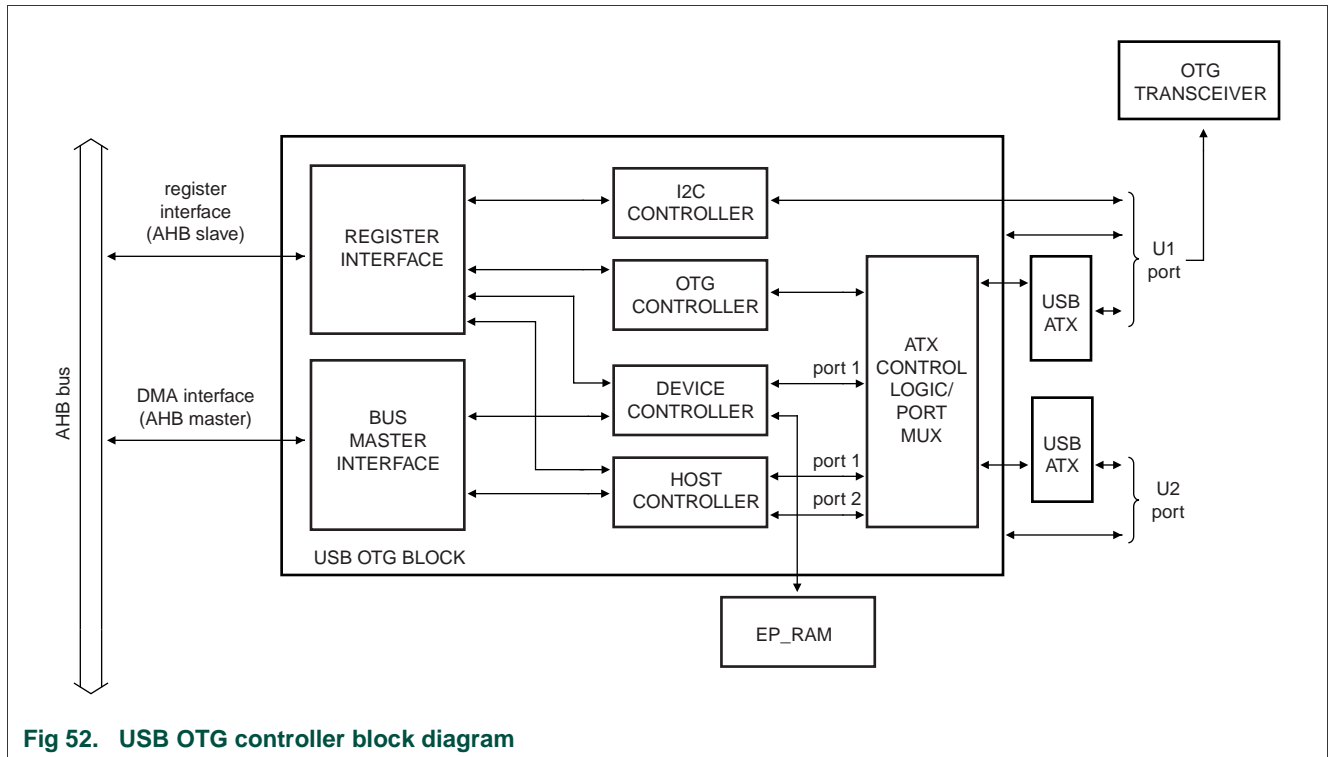 OTG
TRANSCEIVER
AHB bus
register
interface
(AHB slave)
DMA interface
(AHB master)
REGISTER
INTERFACE
BUS
MASTER
INTERFACE
I2C
CONTROLLER
OTG
CONTROLLER
DEVICE
CONTROLLER
HOST
CONTROLLER
port 1
port 1
port 2
ATX
CONTROL
LOGIC/
PORT
MUX
USB
ATX
USB
ATX
U1
port
U2
port
USB OTG BLOCK
EP_RAM
Fig 52. USB OTG controller block diagram